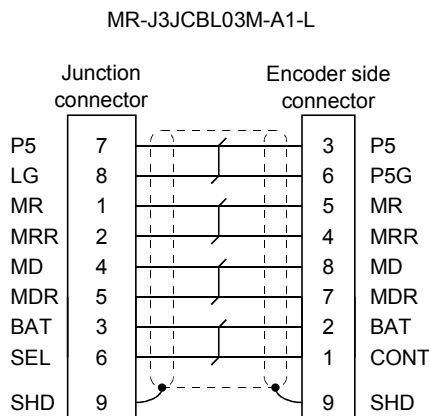 MR-J3JCBL03M-A1-L
Junction Encoder side
connector connector
P5 7 3 P5
LG 8 6 P5G
MR 1 5 MR
MRR 2 4 MRR
MD 4 8 MD
MDR 5 7 MDR
BAT 3 2 BAT
SEL 6 1 CONT
SHD 9 9 SHD